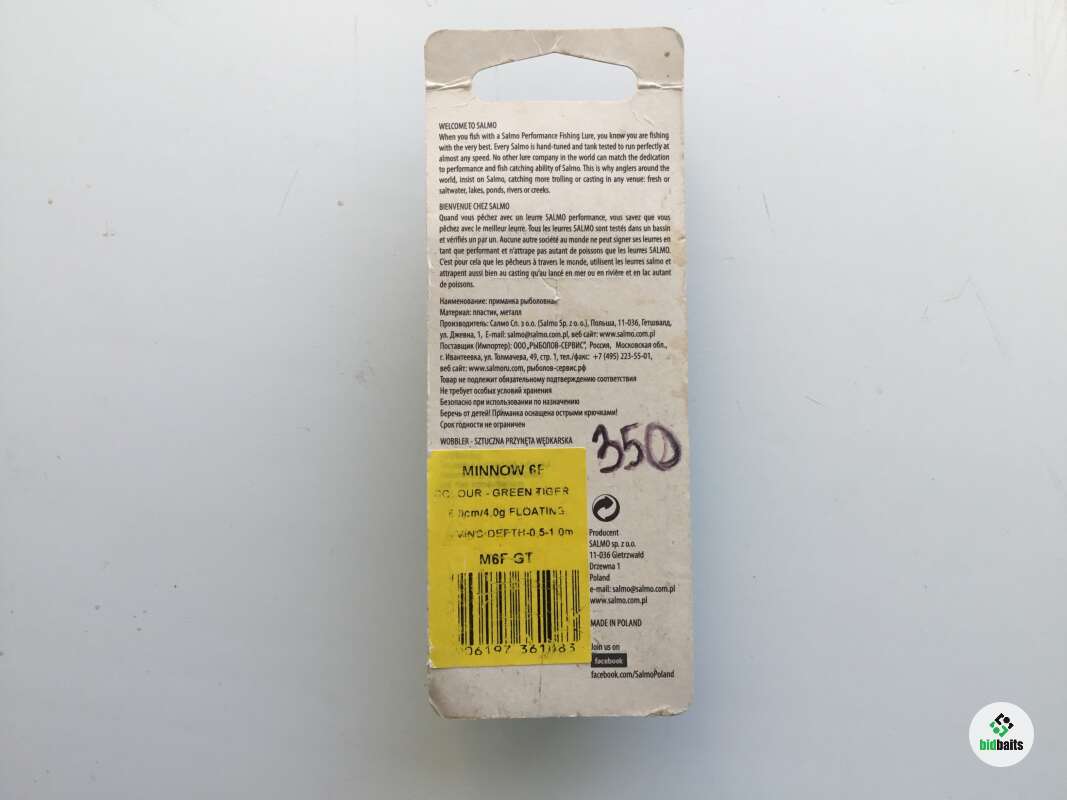 WELCOME TO SALMO
When you fish with a Salmo Performance Fishing Lure, you know you are fishing
with the very best. Every Salmo is hand-tuned and tank tested to run perfectly at
almost any speed. No other lure company in the world can match the dedication
to performance and fish catching ability of Salmo. This is why anglers around the
world, insist on Salmo, catching more trolling or casting in any venue: fresh or
saltwater, lakes, ponds, rivers or creeks.
BIENVENUE CHEZ SALMO
Quand vous pêchez avec un leurre SALMO performance, vous savez que vous
pêchez avec le meilleur leurre. Tous les leurres SALMO sont testés dans un bassin
et vérifiés un par un. Aucune autre société au monde ne peut signer ses leurres en
tant que performant et n'attrape pas autant de poissons que les leurres SALMO.
C'est pour cela que les pêcheurs à travers le monde, utilisent les leurres salmo et
attrapent aussi bien au casting qu'au lancé en mer ou en rivière et en lac autant
de poissons.
Наименование: приманка рыболовная
Материал: пластик, металл
Производитель: Салмо Сп. з о.о. (Salmo Sp. z o. o.), Польша, 11-036, Гетшвалд,
ул. Джевна, 1, E-mail: salmo@salmo.com.pl, веб сайт: www.salmo.com.pl
Поставщик (Импортер): ООО „РЫБОЛОВ-СЕРВИС", Россия, Московская обл.,
г. Ивантеевка, ул. Толмачева, 49, стр. 1, тел./факс: +7 (495) 223-55-01,
веб сайт: www.salmoru.com, рыболов-сервис.рф
Товар не подлежит обязательному подтверждению соответствия
Не требует особых условий хранения
Безопасно при использовании по назначению
Беречь от детей! Приманка оснащена острыми крючками!
Срок годности не ограничен
WOBBLER - SZTUCZNA PRZYNĘTA WĘDKARSKA
350
MINNOW 6F
COLOUR - GREEN TIGER
6.0cm/4.0g FLOATING
DEPTH-0.5-1.0m
M6F GT
06197 361083
Producent
SALMO sp. z o.o.
11-036 Gietrzwałd
Drzewna 1
Poland
e-mail: salmo@salmo.com.pl
www.salmo.com.pl
MADE IN POLAND
Join us on
facebook
facebook.com/SalmoPoland
bidbaits